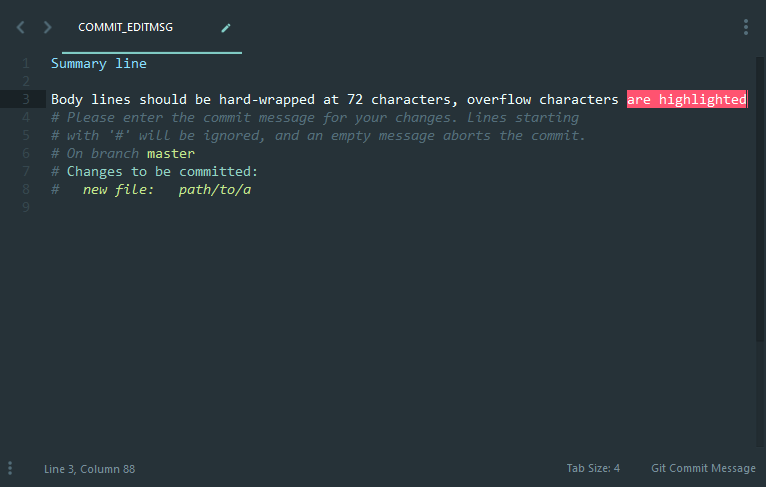 COMMIT_EDITMSG
1 Summary line
2
3 Body lines should be hard-wrapped at 72 characters, overflow characters are highlighted
4 # Please enter the commit message for your changes. Lines starting
5 # with '#' will be ignored, and an empty message aborts the commit.
6 # On branch master
7 # Changes to be committed:
8 #   new file:   path/to/a
9
Line 3, Column 88 Tab Size: 4 Git Commit Message